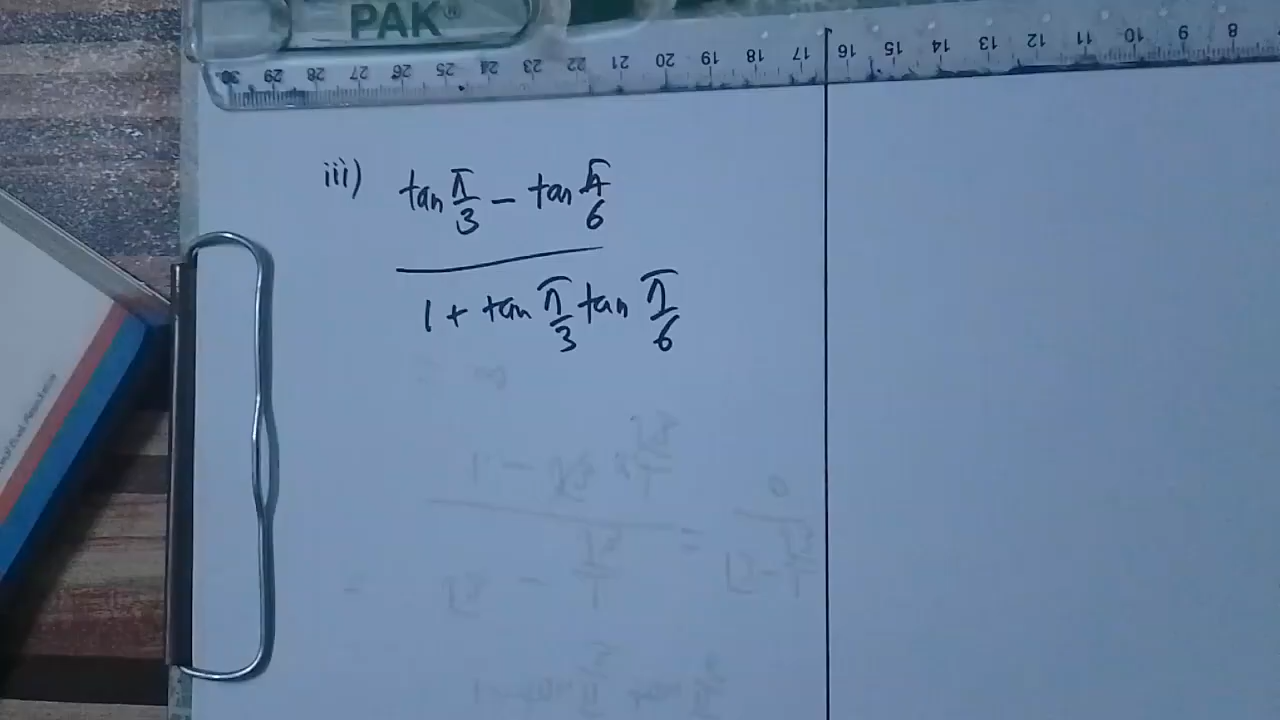 PAK®
30 29 28 27 26 25 24 23 22 21 20 19 18 17 16 15 14 13 12 11 10 9 8
iii) tan π/3 − tan π/6
1 + tan π/3 tan π/6